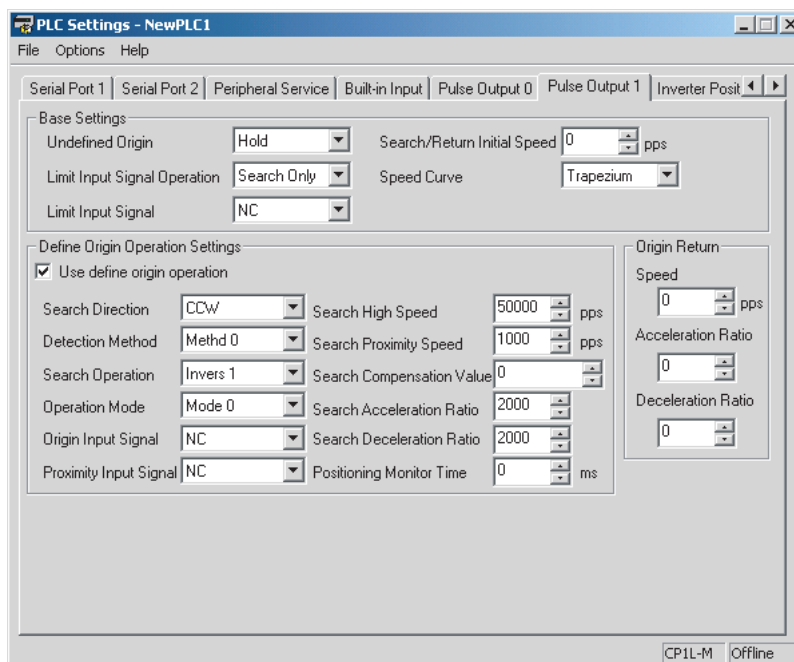 PLC Settings - NewPLC1
File Options Help
Serial Port 1 Serial Port 2 Peripheral Service Built-in Input Pulse Output 0 Pulse Output 1 Inverter Posit
Base Settings
Undefined Origin Hold Search/Return Initial Speed 0 pps
Limit Input Signal Operation Search Only Speed Curve Trapezium
Limit Input Signal NC
Define Origin Operation Settings Origin Return
Use define origin operation Speed
Search Direction CCW Search High Speed 50000 pps 0 pps
Detection Method Methd 0 Search Proximity Speed 1000 pps Acceleration Ratio
Search Operation Invers 1 Search Compensation Value 0 0
Operation Mode Mode 0 Search Acceleration Ratio 2000 Deceleration Ratio
Origin Input Signal NC Search Deceleration Ratio 2000 0
Proximity Input Signal NC Positioning Monitor Time 0 ms
CP1L-M Offline